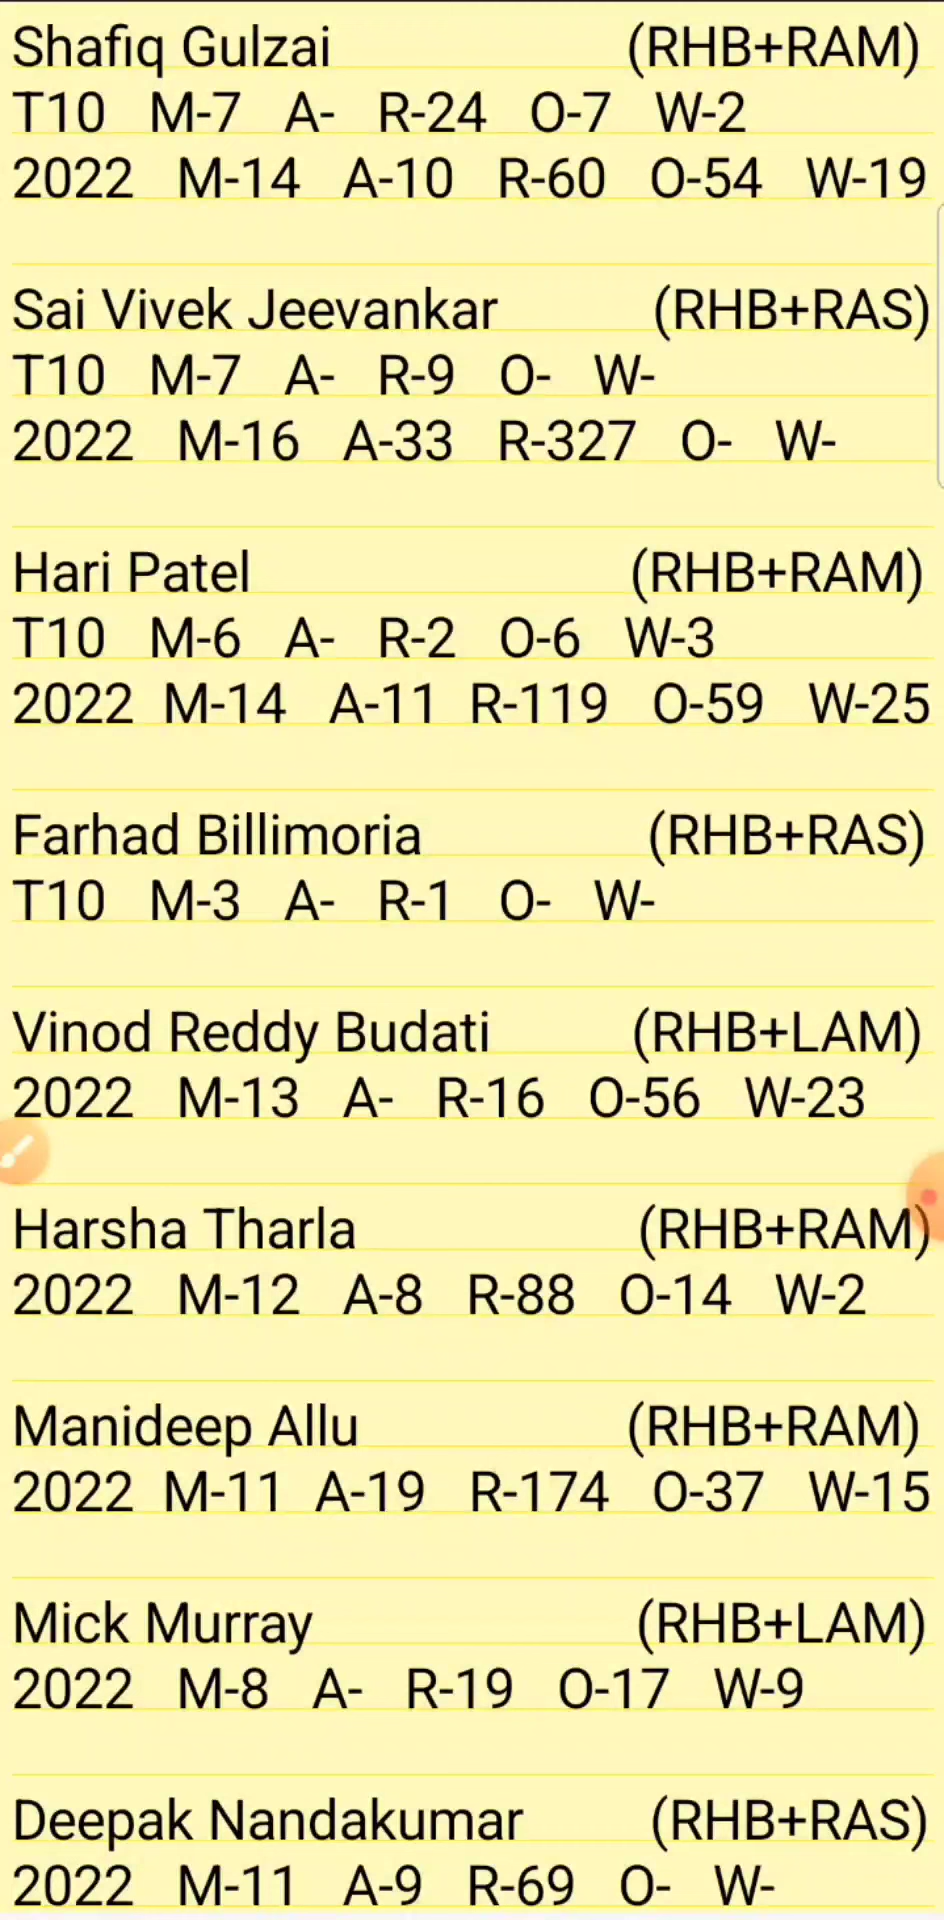 Shafiq Gulzai (RHB+RAM)
T10 M-7 A- R-24 O-7 W-2
2022 M-14 A-10 R-60 O-54 W-19
Sai Vivek Jeevankar (RHB+RAS)
T10 M-7 A- R-9 O- W-
2022 M-16 A-33 R-327 O- W-
Hari Patel (RHB+RAM)
T10 M-6 A- R-2 O-6 W-3
2022 M-14 A-11 R-119 O-59 W-25
Farhad Billimoria (RHB+RAS)
T10 M-3 A- R-1 O- W-
Vinod Reddy Budati (RHB+LAM)
2022 M-13 A- R-16 O-56 W-23
Harsha Tharla (RHB+RAM)
2022 M-12 A-8 R-88 O-14 W-2
Manideep Allu (RHB+RAM)
2022 M-11 A-19 R-174 O-37 W-15
Mick Murray (RHB+LAM)
2022 M-8 A- R-19 O-17 W-9
Deepak Nandakumar (RHB+RAS)
2022 M-11 A-9 R-69 O- W-